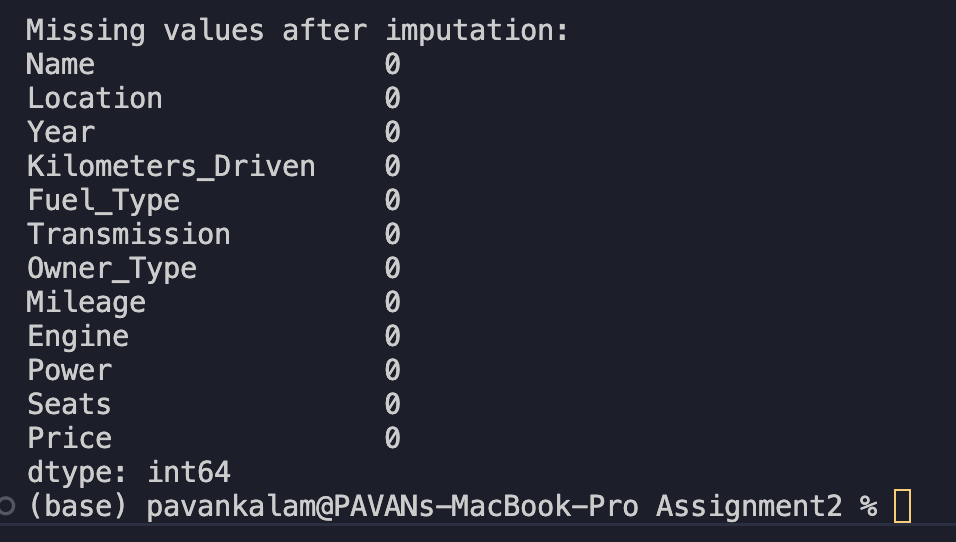 Missing values after imputation:
Name 0
Location 0
Year 0
Kilometers_Driven 0
Fuel_Type 0
Transmission 0
Owner_Type 0
Mileage 0
Engine 0
Power 0
Seats 0
Price 0
dtype: int64
(base) pavankalam@PAVANs-MacBook-Pro Assignment2 %